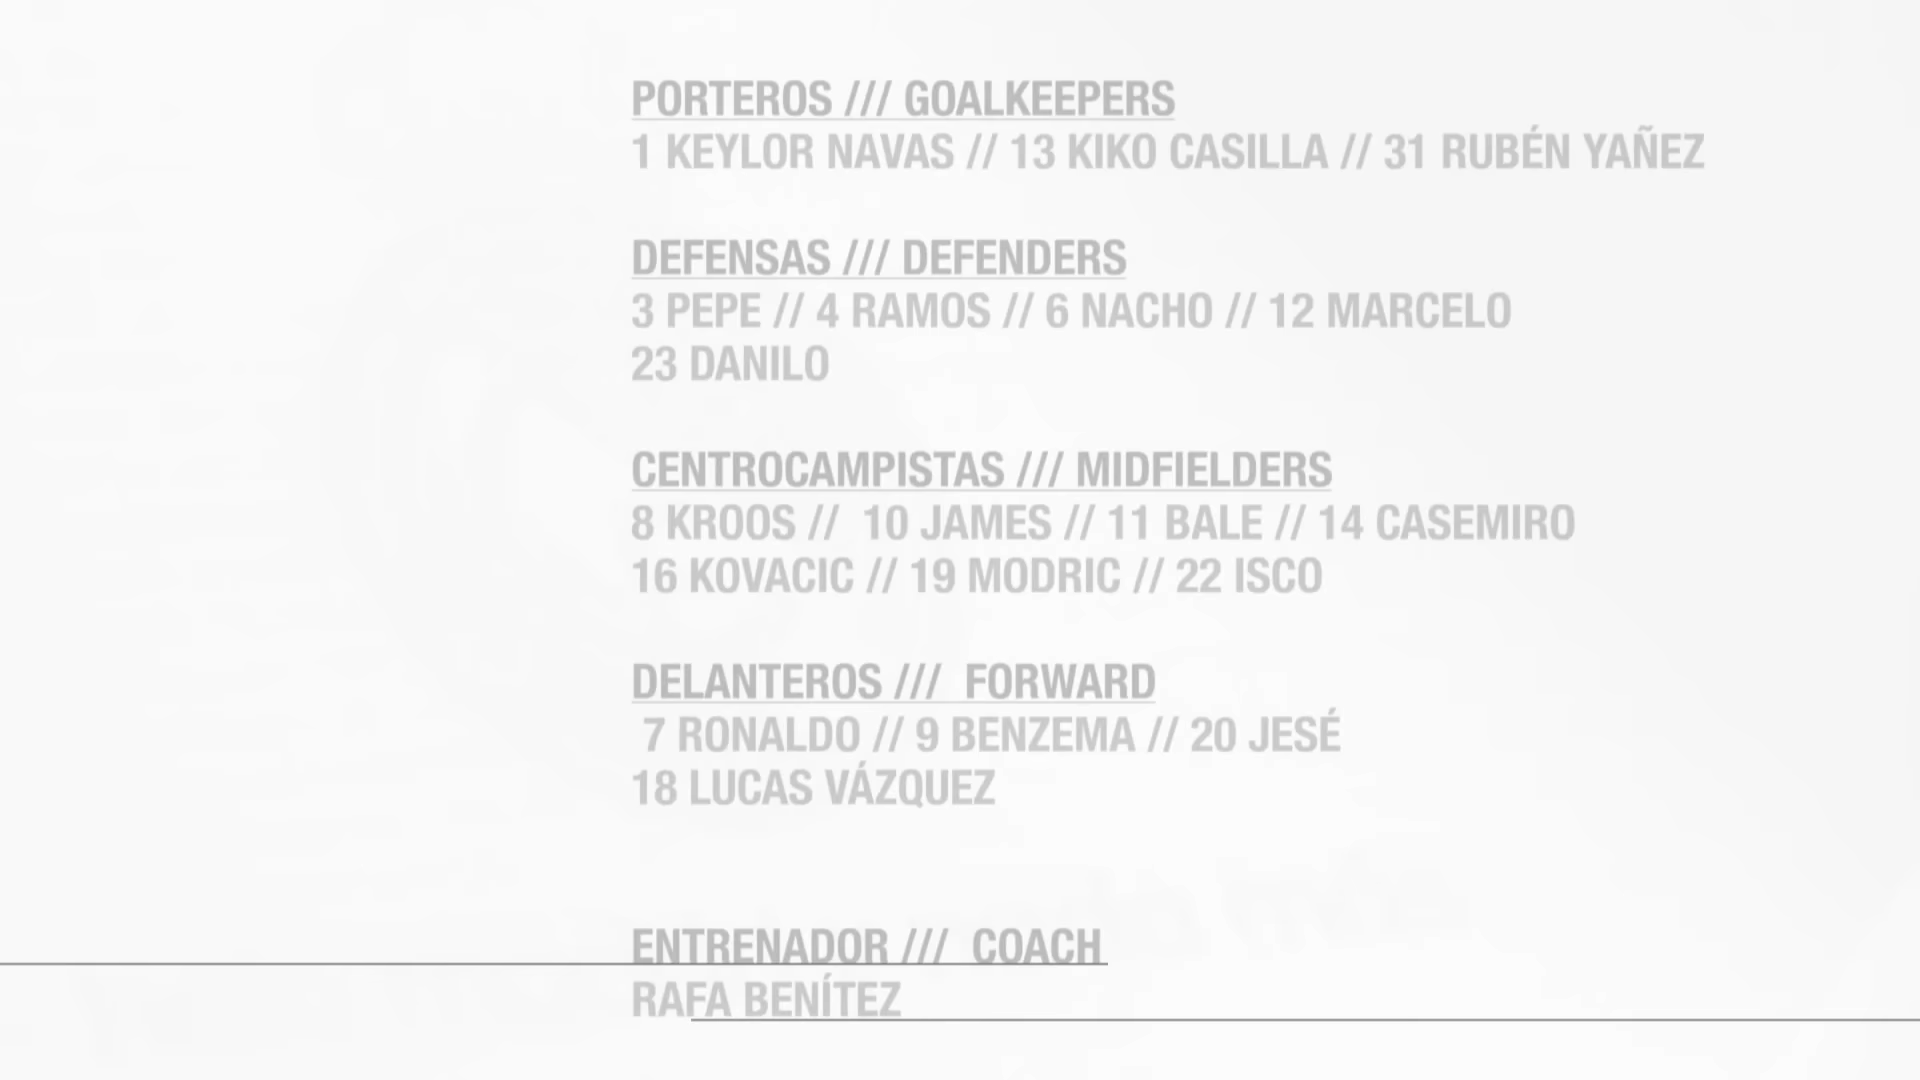 PORTEROS /// GOALKEEPERS
1 KEYLOR NAVAS // 13 KIKO CASILLA // 31 RUBÉN YAÑEZ
DEFENSAS /// DEFENDERS
3 PEPE // 4 RAMOS // 6 NACHO // 12 MARCELO
23 DANILO
CENTROCAMPISTAS /// MIDFIELDERS
8 KROOS // 10 JAMES // 11 BALE // 14 CASEMIRO
16 KOVACIC // 19 MODRIC // 22 ISCO
DELANTEROS /// FORWARD
7 RONALDO // 9 BENZEMA // 20 JESÉ
18 LUCAS VÁZQUEZ
ENTRENADOR /// COACH
RAFA BENÍTEZ